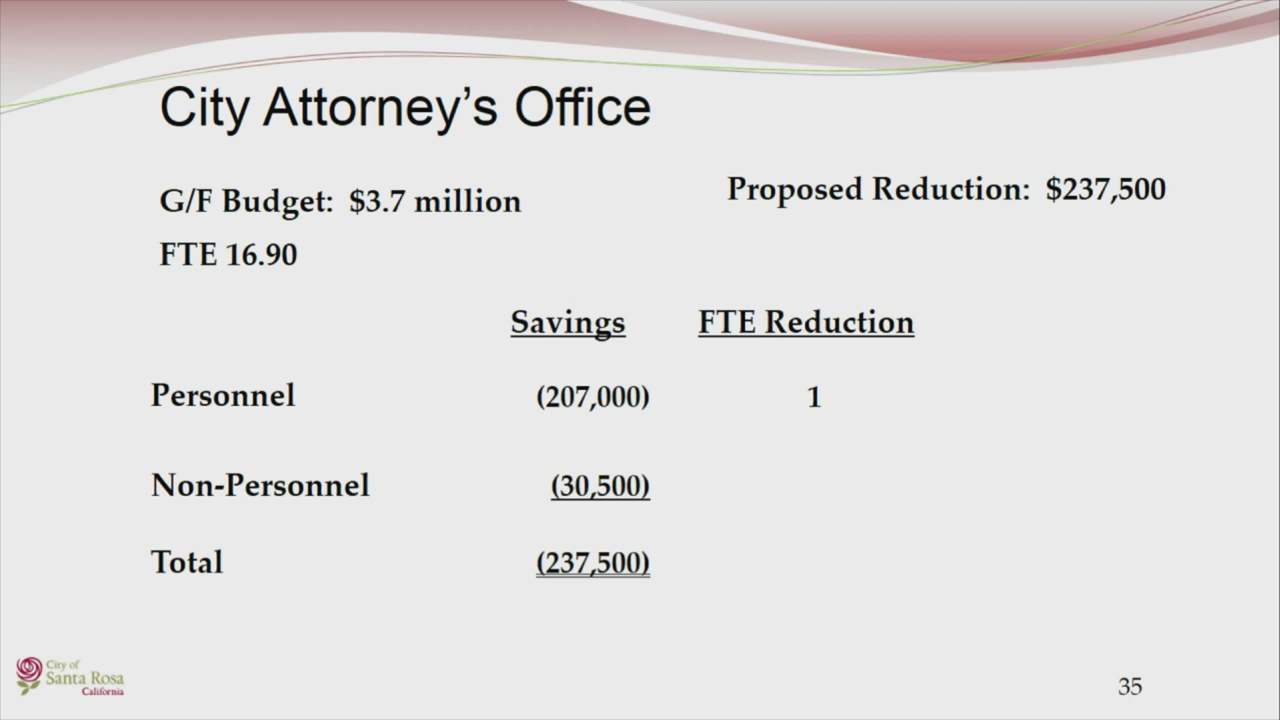 City Attorney’s Office
G/F Budget: $3.7 million
Proposed Reduction: $237,500
FTE 16.90
Savings FTE Reduction
Personnel (207,000) 1
Non-Personnel (30,500)
Total (237,500)
City of
Santa Rosa
California
35